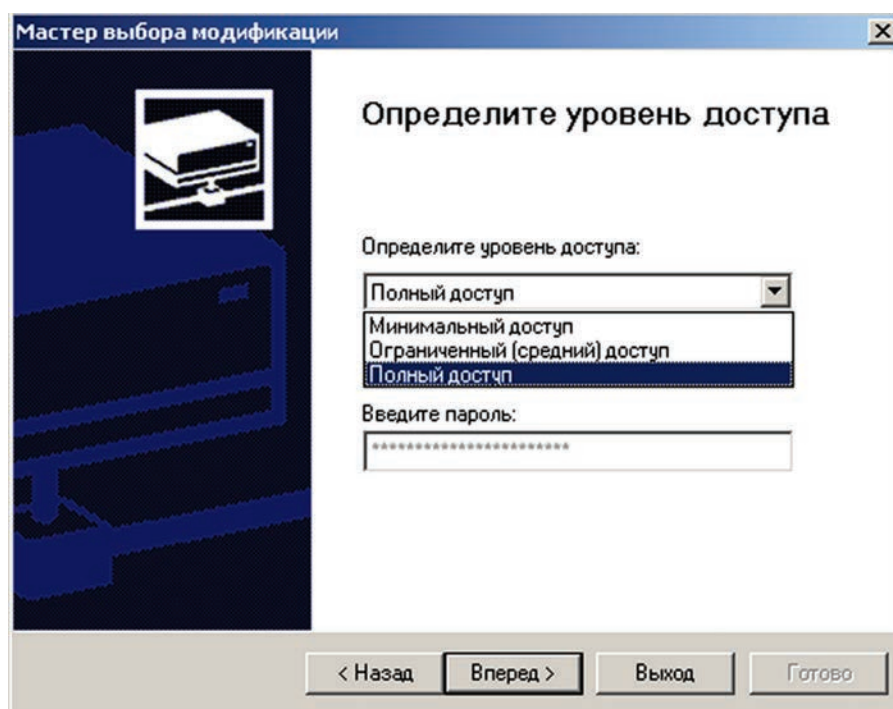 Мастер выбора модификации
Определите уровень доступа
Определите уровень доступа:
Полный доступ
Минимальный доступ
Ограниченный (средний) доступ
Полный доступ
Введите пароль:
***********************
< Назад
Вперед >
Выход
Готово